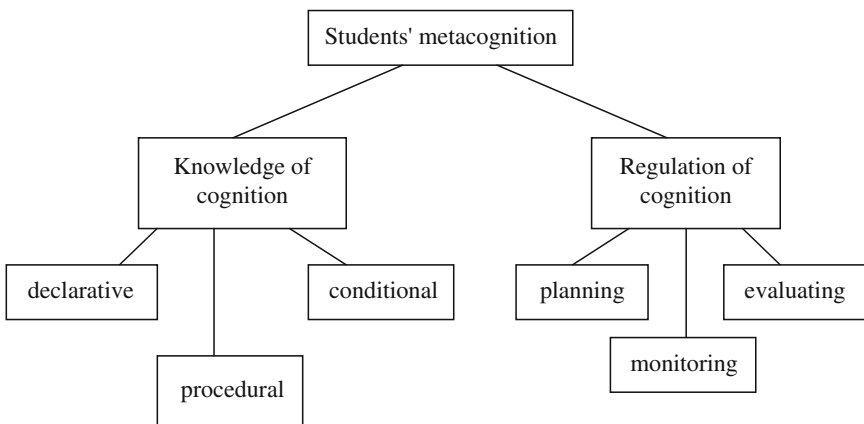 Students' metacognition
Knowledge of
cognition
Regulation of
cognition
declarative
conditional
planning
evaluating
monitoring
procedural